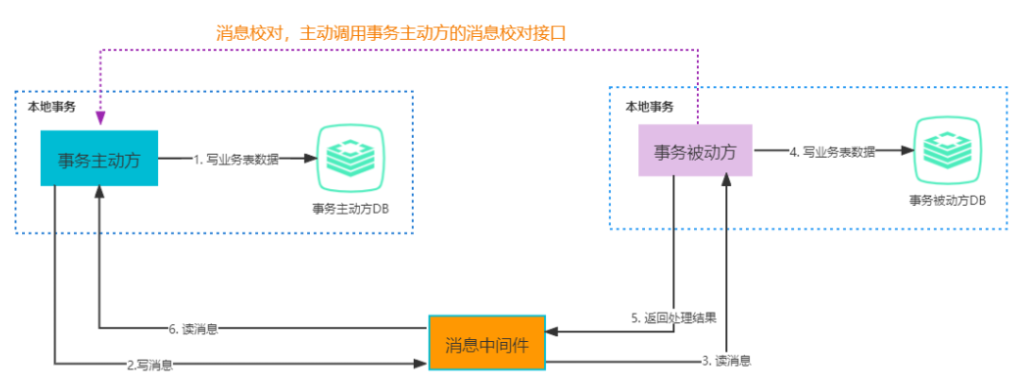 消息校对，主动调用事务主动方的消息校对接口
本地事务
事务主动方
1. 写业务表数据
事务主动方DB
本地事务
事务被动方
4. 写业务表数据
事务被动方DB
5. 返回处理结果
6. 读消息
消息中间件
2.写消息
3. 读消息